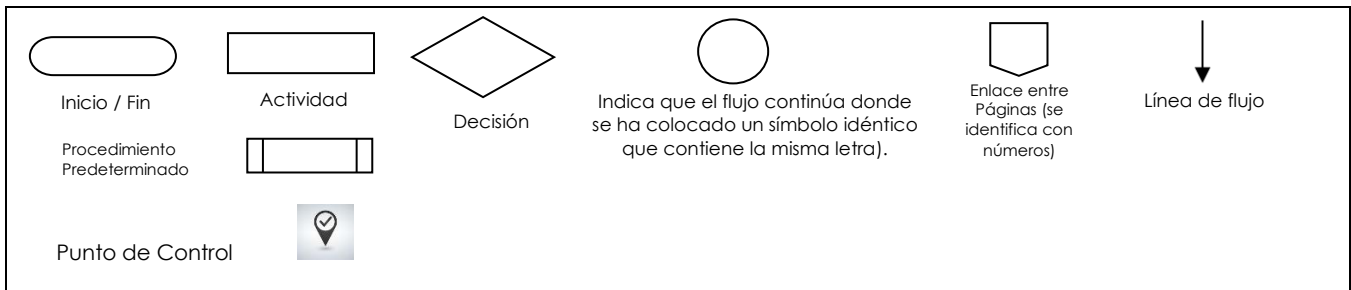 Inicio / Fin
Actividad
Decisión
Indica que el flujo continúa donde
se ha colocado un símbolo idéntico
que contiene la misma letra).
Enlace entre
Páginas (se
identifica con
números)
Línea de flujo
Procedimiento
Predeterminado
Punto de Control